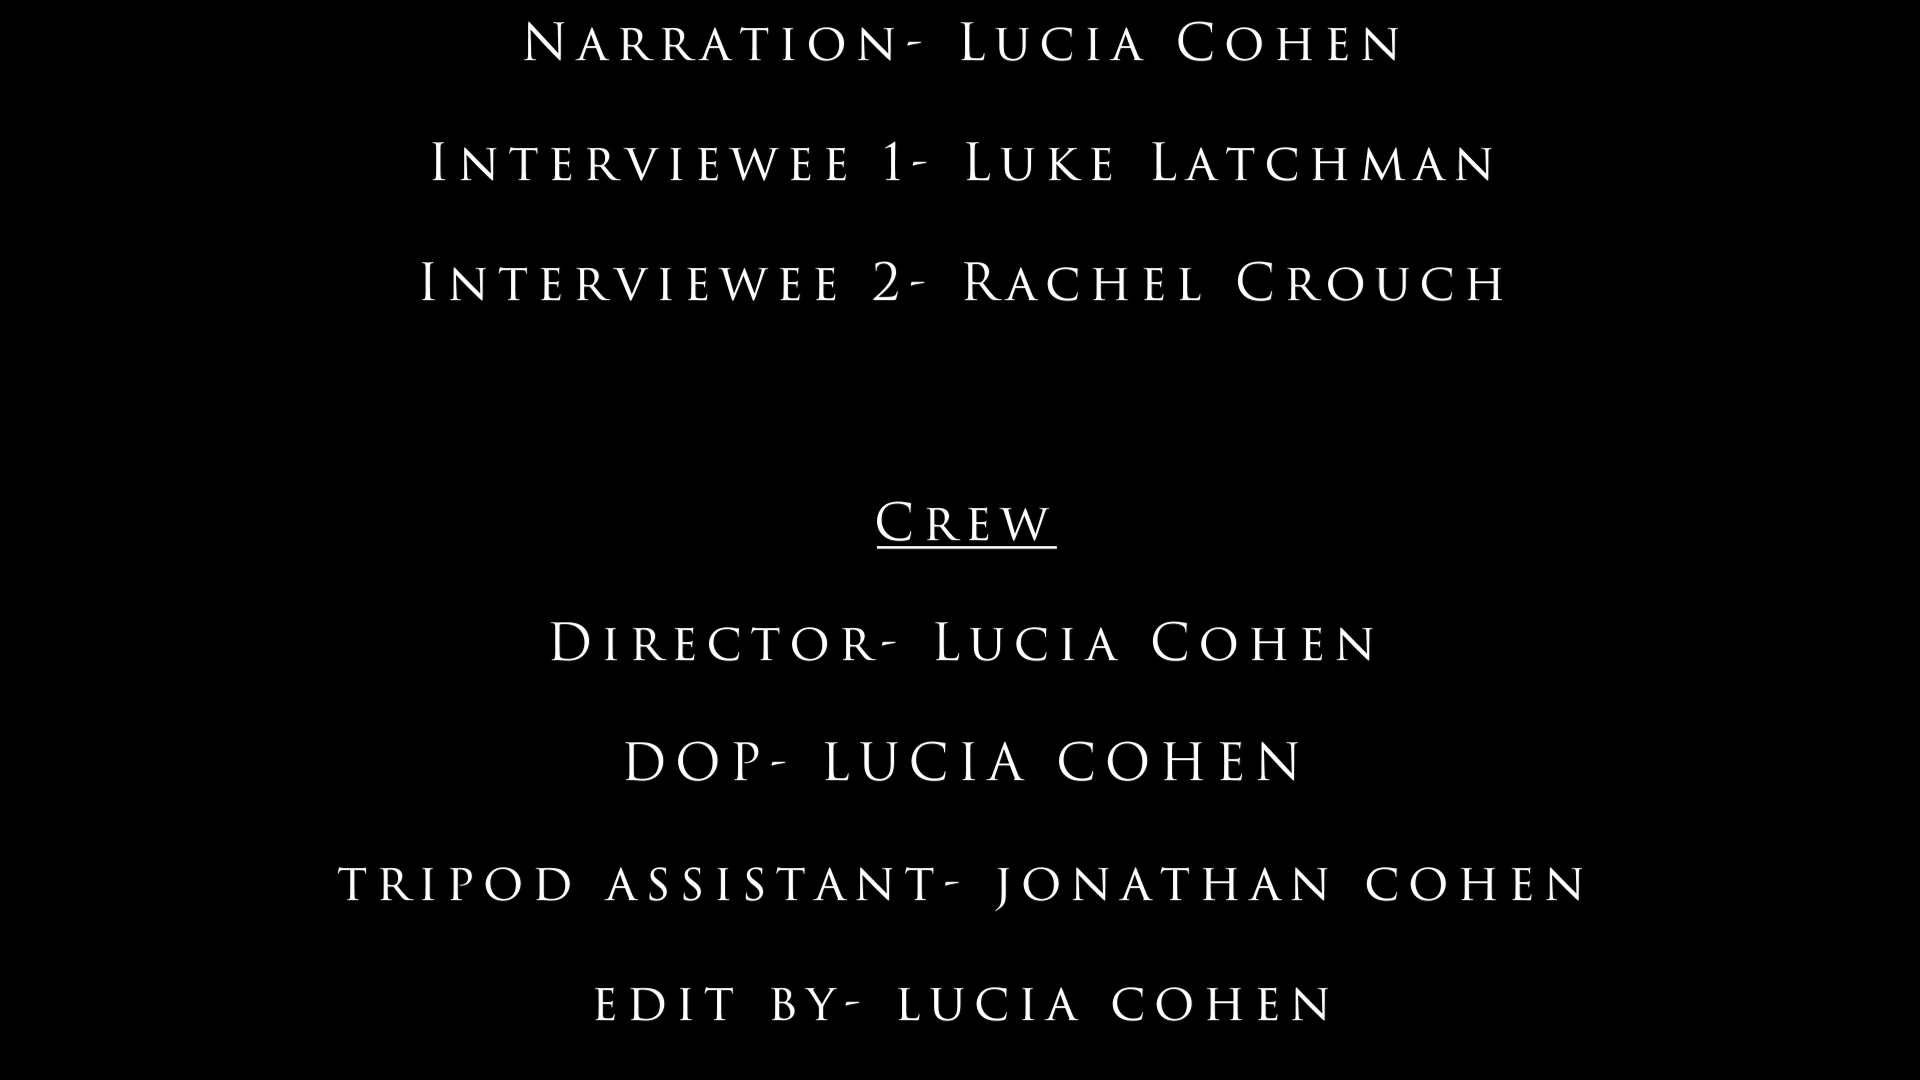 Narration- Lucia Cohen
Interviewee 1- Luke Latchman
Interviewee 2- Rachel Crouch
Crew
Director- Lucia Cohen
DOP- LUCIA COHEN
tripod assistant- jonathan cohen
edit by- lucia cohen